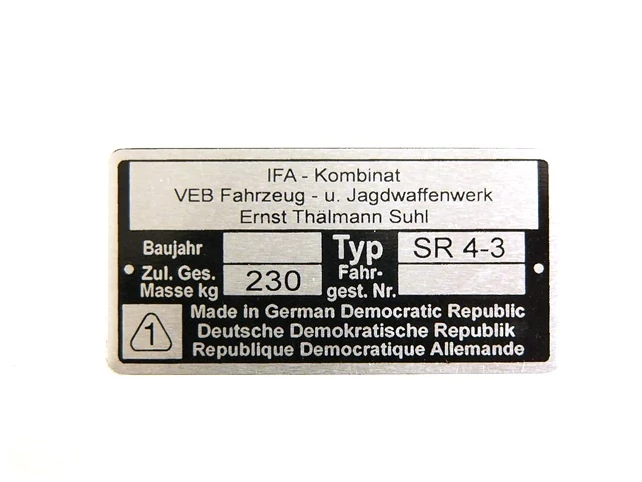 IFA - Kombinat
VEB Fahrzeug - u. Jagdwaffenwerk
Ernst Thälmann Suhl
Baujahr
Typ SR 4-3
Zul. Ges. Masse kg 230
Fahr-
gest. Nr.
1
Made in German Democratic Republic
Deutsche Demokratische Republik
Republique Democratique Allemande